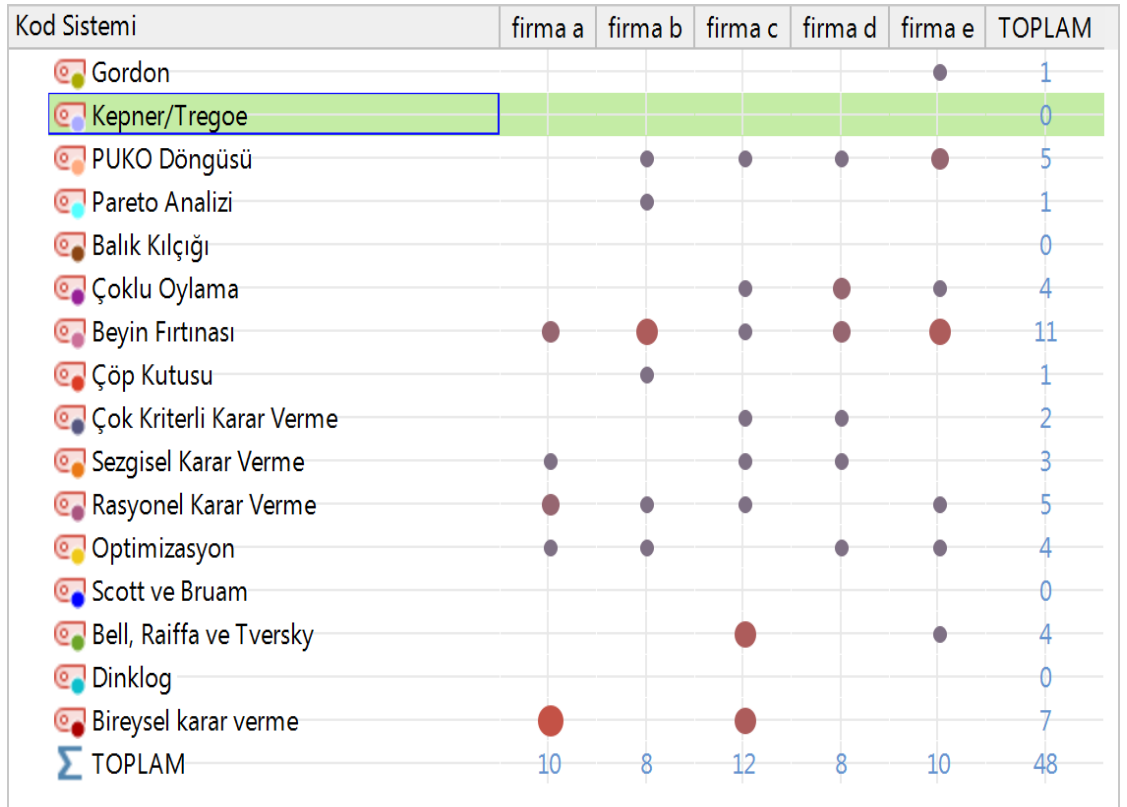 Kod Sistemi firma a firma b firma c firma d firma e TOPLAM
Gordon 1
Kepner/Tregoe 0
PUKO Döngüsü 5
Pareto Analizi 1
Balık Kılçığı 0
Çoklu Oylama 4
Beyin Fırtınası 11
Çöp Kutusu 1
Çok Kriterli Karar Verme 2
Sezgisel Karar Verme 3
Rasyonel Karar Verme 5
Optimizasyon 4
Scott ve Bruam 0
Bell, Raiffa ve Tversky 4
Dinklog 0
Bireysel karar verme 7
Σ TOPLAM 10 8 12 8 10 48